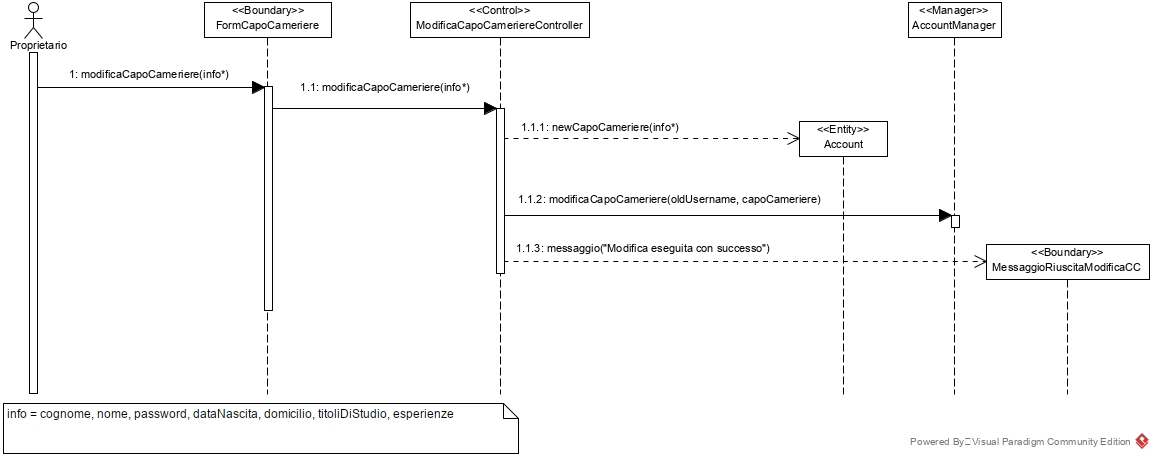 <<Boundary>>
FormCapoCameriere
<<Control>>
ModificaCapoCameriereController
<<Manager>>
AccountManager
Proprietario
1: modificaCapoCameriere(info*)
1.1: modificaCapoCameriere(info*)
1.1.1: newCapoCameriere(info*)
<<Entity>>
Account
1.1.2: modificaCapoCameriere(oldUsername, capoCameriere)
1.1.3: messaggio("Modifica eseguita con successo")
<<Boundary>>
MessaggioRiuscitaModificaCC
info = cognome, nome, password, dataNascita, domicilio, titoliDiStudio, esperienze
Powered By Visual Paradigm Community Edition